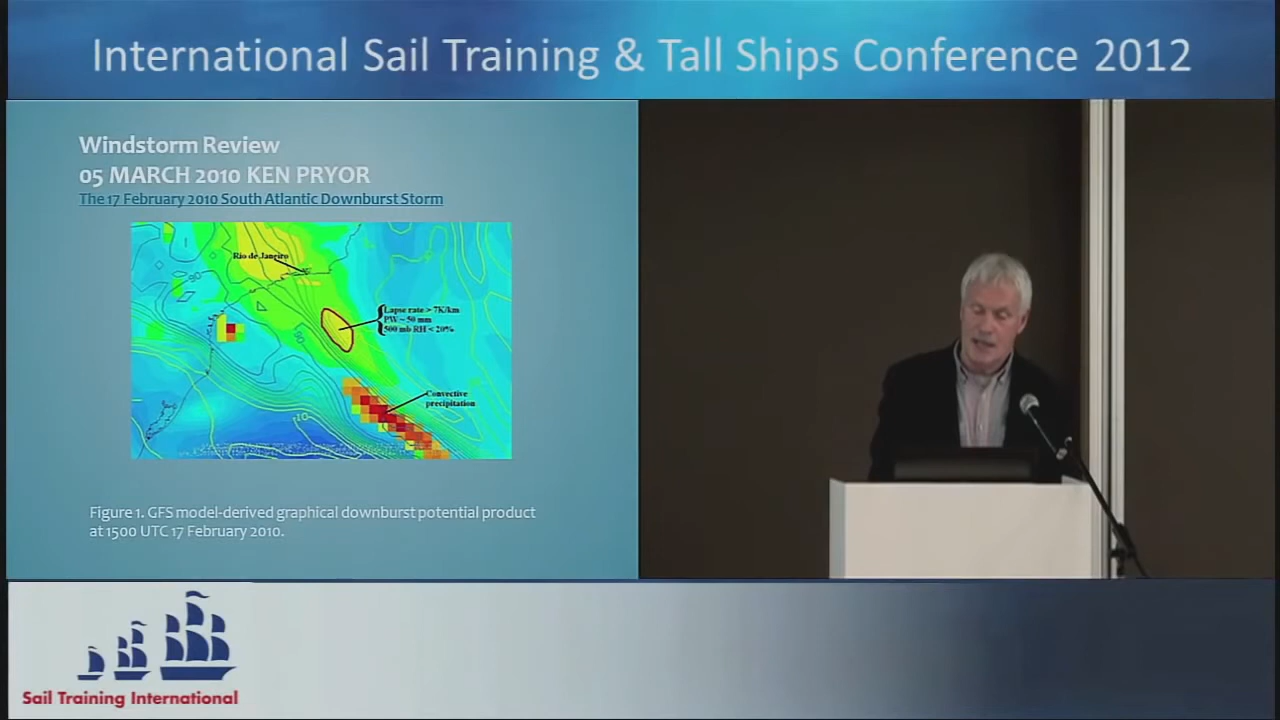 International Sail Training & Tall Ships Conference 2012
Windstorm Review
05 MARCH 2010 KEN PRYOR
The 17 February 2010 South Atlantic Downburst Storm
Rio de Janeiro
Lapse rate > 7K/km
PW ~ 50 mm
500 mb RH < 20%
Convective
precipitation
Figure 1. GFS model-derived graphical downburst potential product
at 1500 UTC 17 February 2010.
Sail Training International